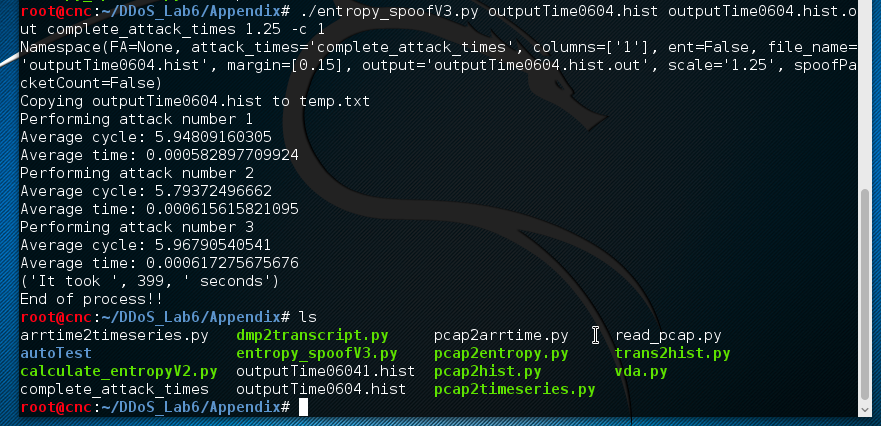 root@cnc:~/DDoS_Lab6/Appendix# ./entropy_spoofV3.py outputTime0604.hist outputTime0604.hist.o
ut complete_attack_times 1.25 -c 1
Namespace(FA=None, attack_times='complete_attack_times', columns=['1'], ent=False, file_name=
'outputTime0604.hist', margin=[0.15], output='outputTime0604.hist.out', scale='1.25', spoofPa
cketCount=False)
Copying outputTime0604.hist to temp.txt
Performing attack number 1
Average cycle: 5.94809160305
Average time: 0.000582897709924
Performing attack number 2
Average cycle: 5.79372496662
Average time: 0.000615615821095
Performing attack number 3
Average cycle: 5.96790540541
Average time: 0.000617275675676
('It took ', 399, ' seconds')
End of process!!
root@cnc:~/DDoS_Lab6/Appendix# ls
arrtime2timeseries.py dmp2transcript.py pcap2arrtime.py read_pcap.py
autoTest entropy_spoofV3.py pcap2entropy.py trans2hist.py
calculate_entropyV2.py outputTime06041.hist pcap2hist.py vda.py
complete_attack_times outputTime0604.hist pcap2timeseries.py
root@cnc:~/DDoS_Lab6/Appendix#